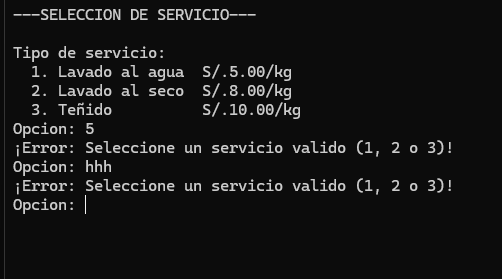 ---SELECCION DE SERVICIO---
Tipo de servicio:
1. Lavado al agua S/.5.00/kg
2. Lavado al seco S/.8.00/kg
3. Teñido S/.10.00/kg
Opcion: 5
¡Error: Seleccione un servicio valido (1, 2 o 3)!
Opcion: hhh
¡Error: Seleccione un servicio valido (1, 2 o 3)!
Opcion: